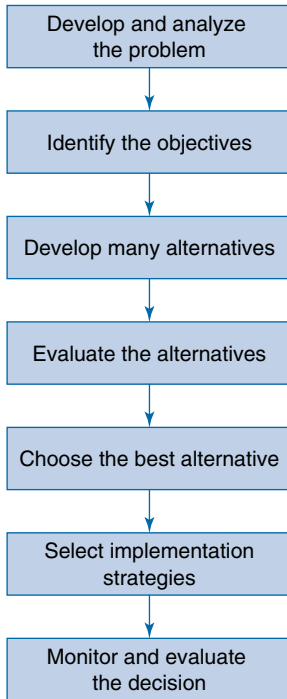 Develop and analyze
the problem
Identify the objectives
Develop many alternatives
Evaluate the alternatives
Choose the best alternative
Select implementation
strategies
Monitor and evaluate
the decision